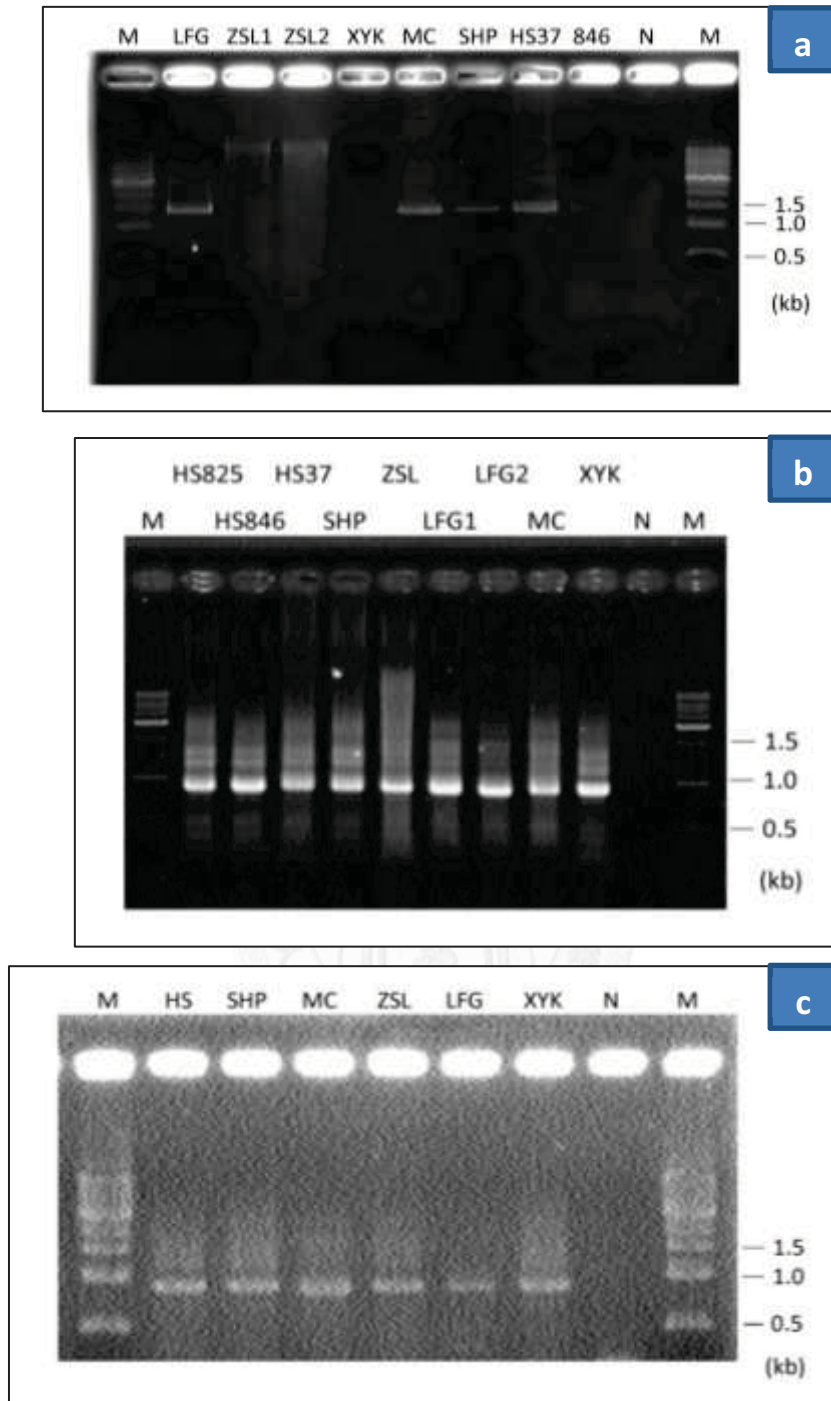 a
M LFG ZSL1 ZSL2 XYK MC SHP HS37 846 N M
1.5
1.0
0.5
(kb)
b
HS825 HS37 ZSL LFG2 XYK
M HS846 SHP LFG1 MC N M
1.5
1.0
0.5
(kb)
c
M HS SHP MC ZSL LFG XYK N M
1.5
1.0
0.5
(kb)